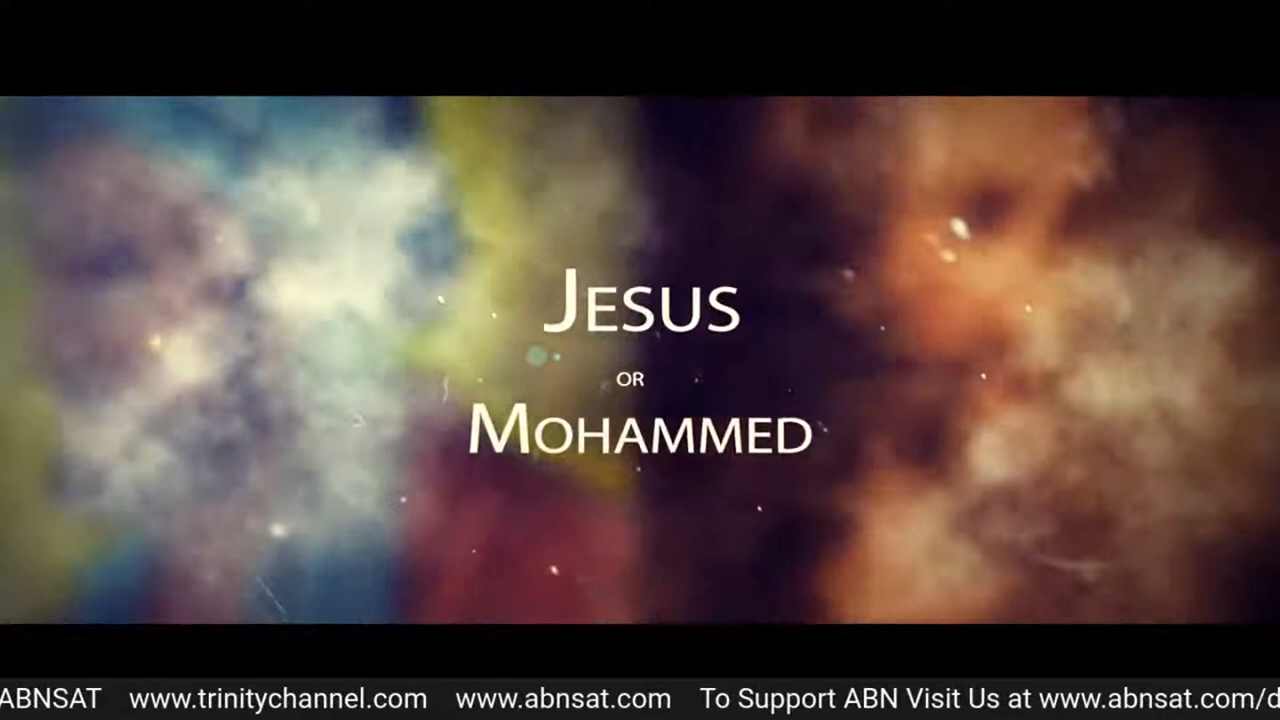 JESUS
OR
MOHAMMED
ABNSAT www.trinitychannel.com www.abnsat.com To Support ABN Visit Us at www.abnsat.com/d